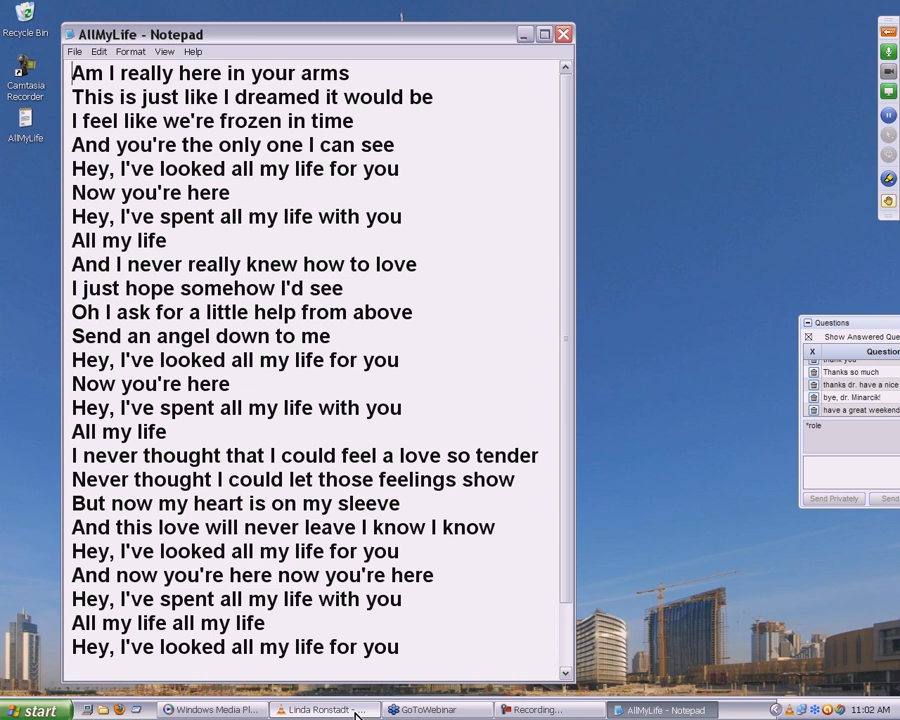 Recycle Bin
Camtasia
Recorder
AllMyLife
AllMyLife - Notepad
File Edit Format View Help
Am I really here in your arms
This is just like I dreamed it would be
I feel like we're frozen in time
And you're the only one I can see
Hey, I've looked all my life for you
Now you're here
Hey, I've spent all my life with you
All my life
And I never really knew how to love
I just hope somehow I'd see
Oh I ask for a little help from above
Send an angel down to me
Hey, I've looked all my life for you
Now you're here
Hey, I've spent all my life with you
All my life
I never thought that I could feel a love so tender
Never thought I could let those feelings show
But now my heart is on my sleeve
And this love will never leave I know I know
Hey, I've looked all my life for you
And now you're here now you're here
Hey, I've spent all my life with you
All my life all my life
Hey, I've looked all my life for you
Questions
Show Answered Que
X Question
thank you
Thanks so much
thanks dr. have a nice
bye, dr. Minarcik!
have a great weekend
*role
Send Privately Send
start Windows Media Pl... Linda Ronstadt - ... GoToWebinar Recording... AllMyLife - Notepad 11:02 AM